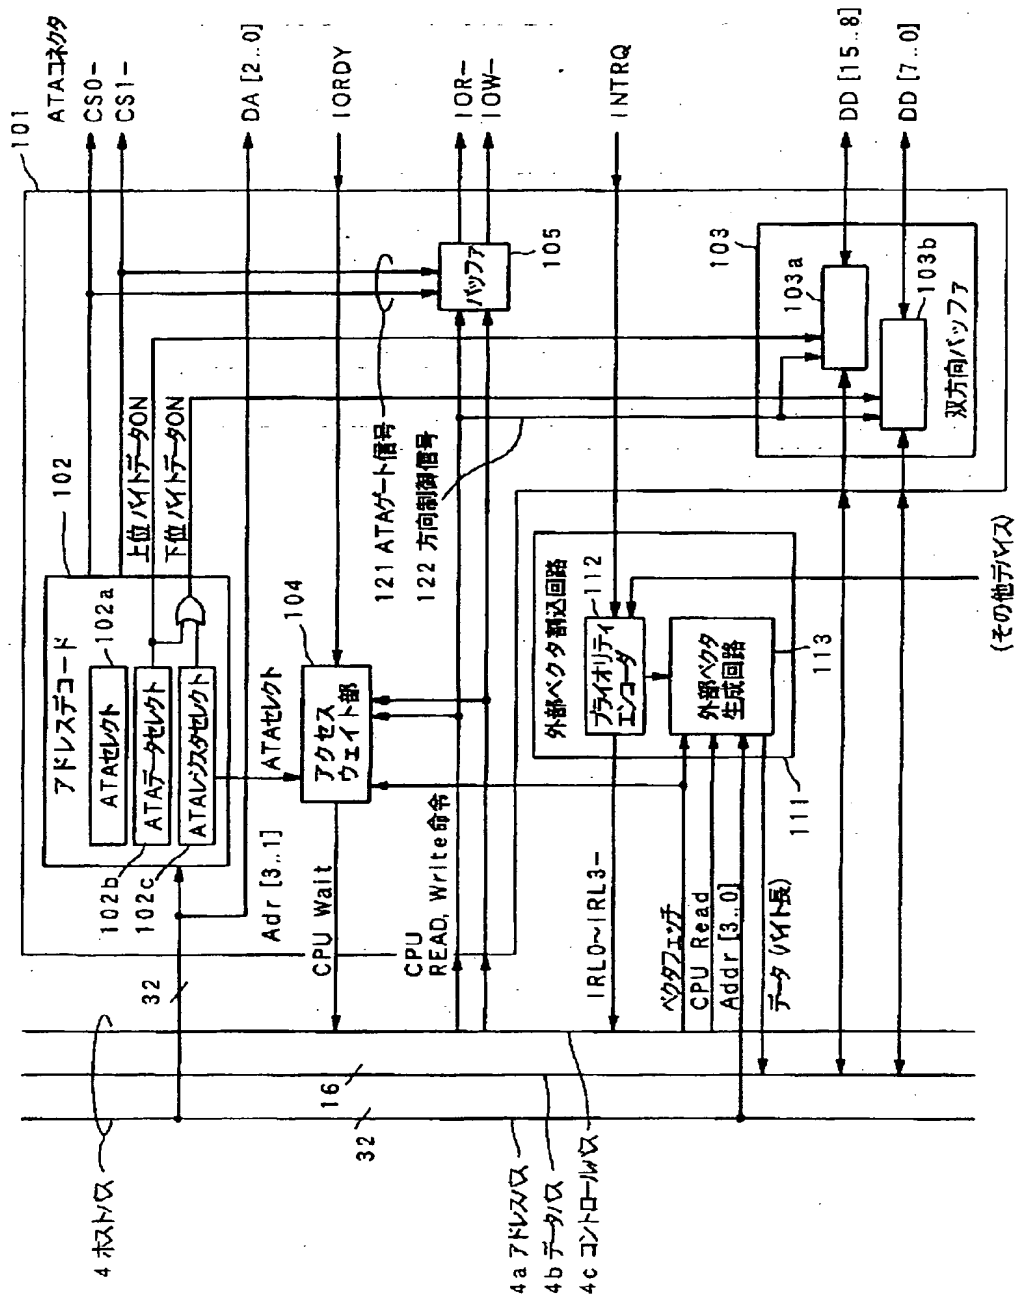 ATAコネクタ
CS0-
CS1-
DA [2..0]
IORDY
IOR-
IOW-
INTRQ
DD [15..8]
DD [7..0]
101
102
アドレスデコード
ATAセレクト
102a
ATAデータセレクト
102b
ATAレジスタセレクト
102c
上位バイトデータON
下位バイトデータON
ATAセレクト
104
アクセス
ウェイト部
バッファ
105
121 ATAゲート信号
122 方向制御信号
103
103a
103b
双方向バッファ
外部ベクタ割込回路
プライオリティ
エンコーダ
112
外部ベクタ
生成回路
113
111
(その他デバイス)
Adr [3..1]
CPU Wait
CPU
READ, Write命令
IRL0~IRL3-
ベクタフェッチ
CPU Read
Addr [3..0]
データ(バイト長)
32
16
32
4 ホストバス
4a アドレスバス
4b データバス
4c コントロールバス